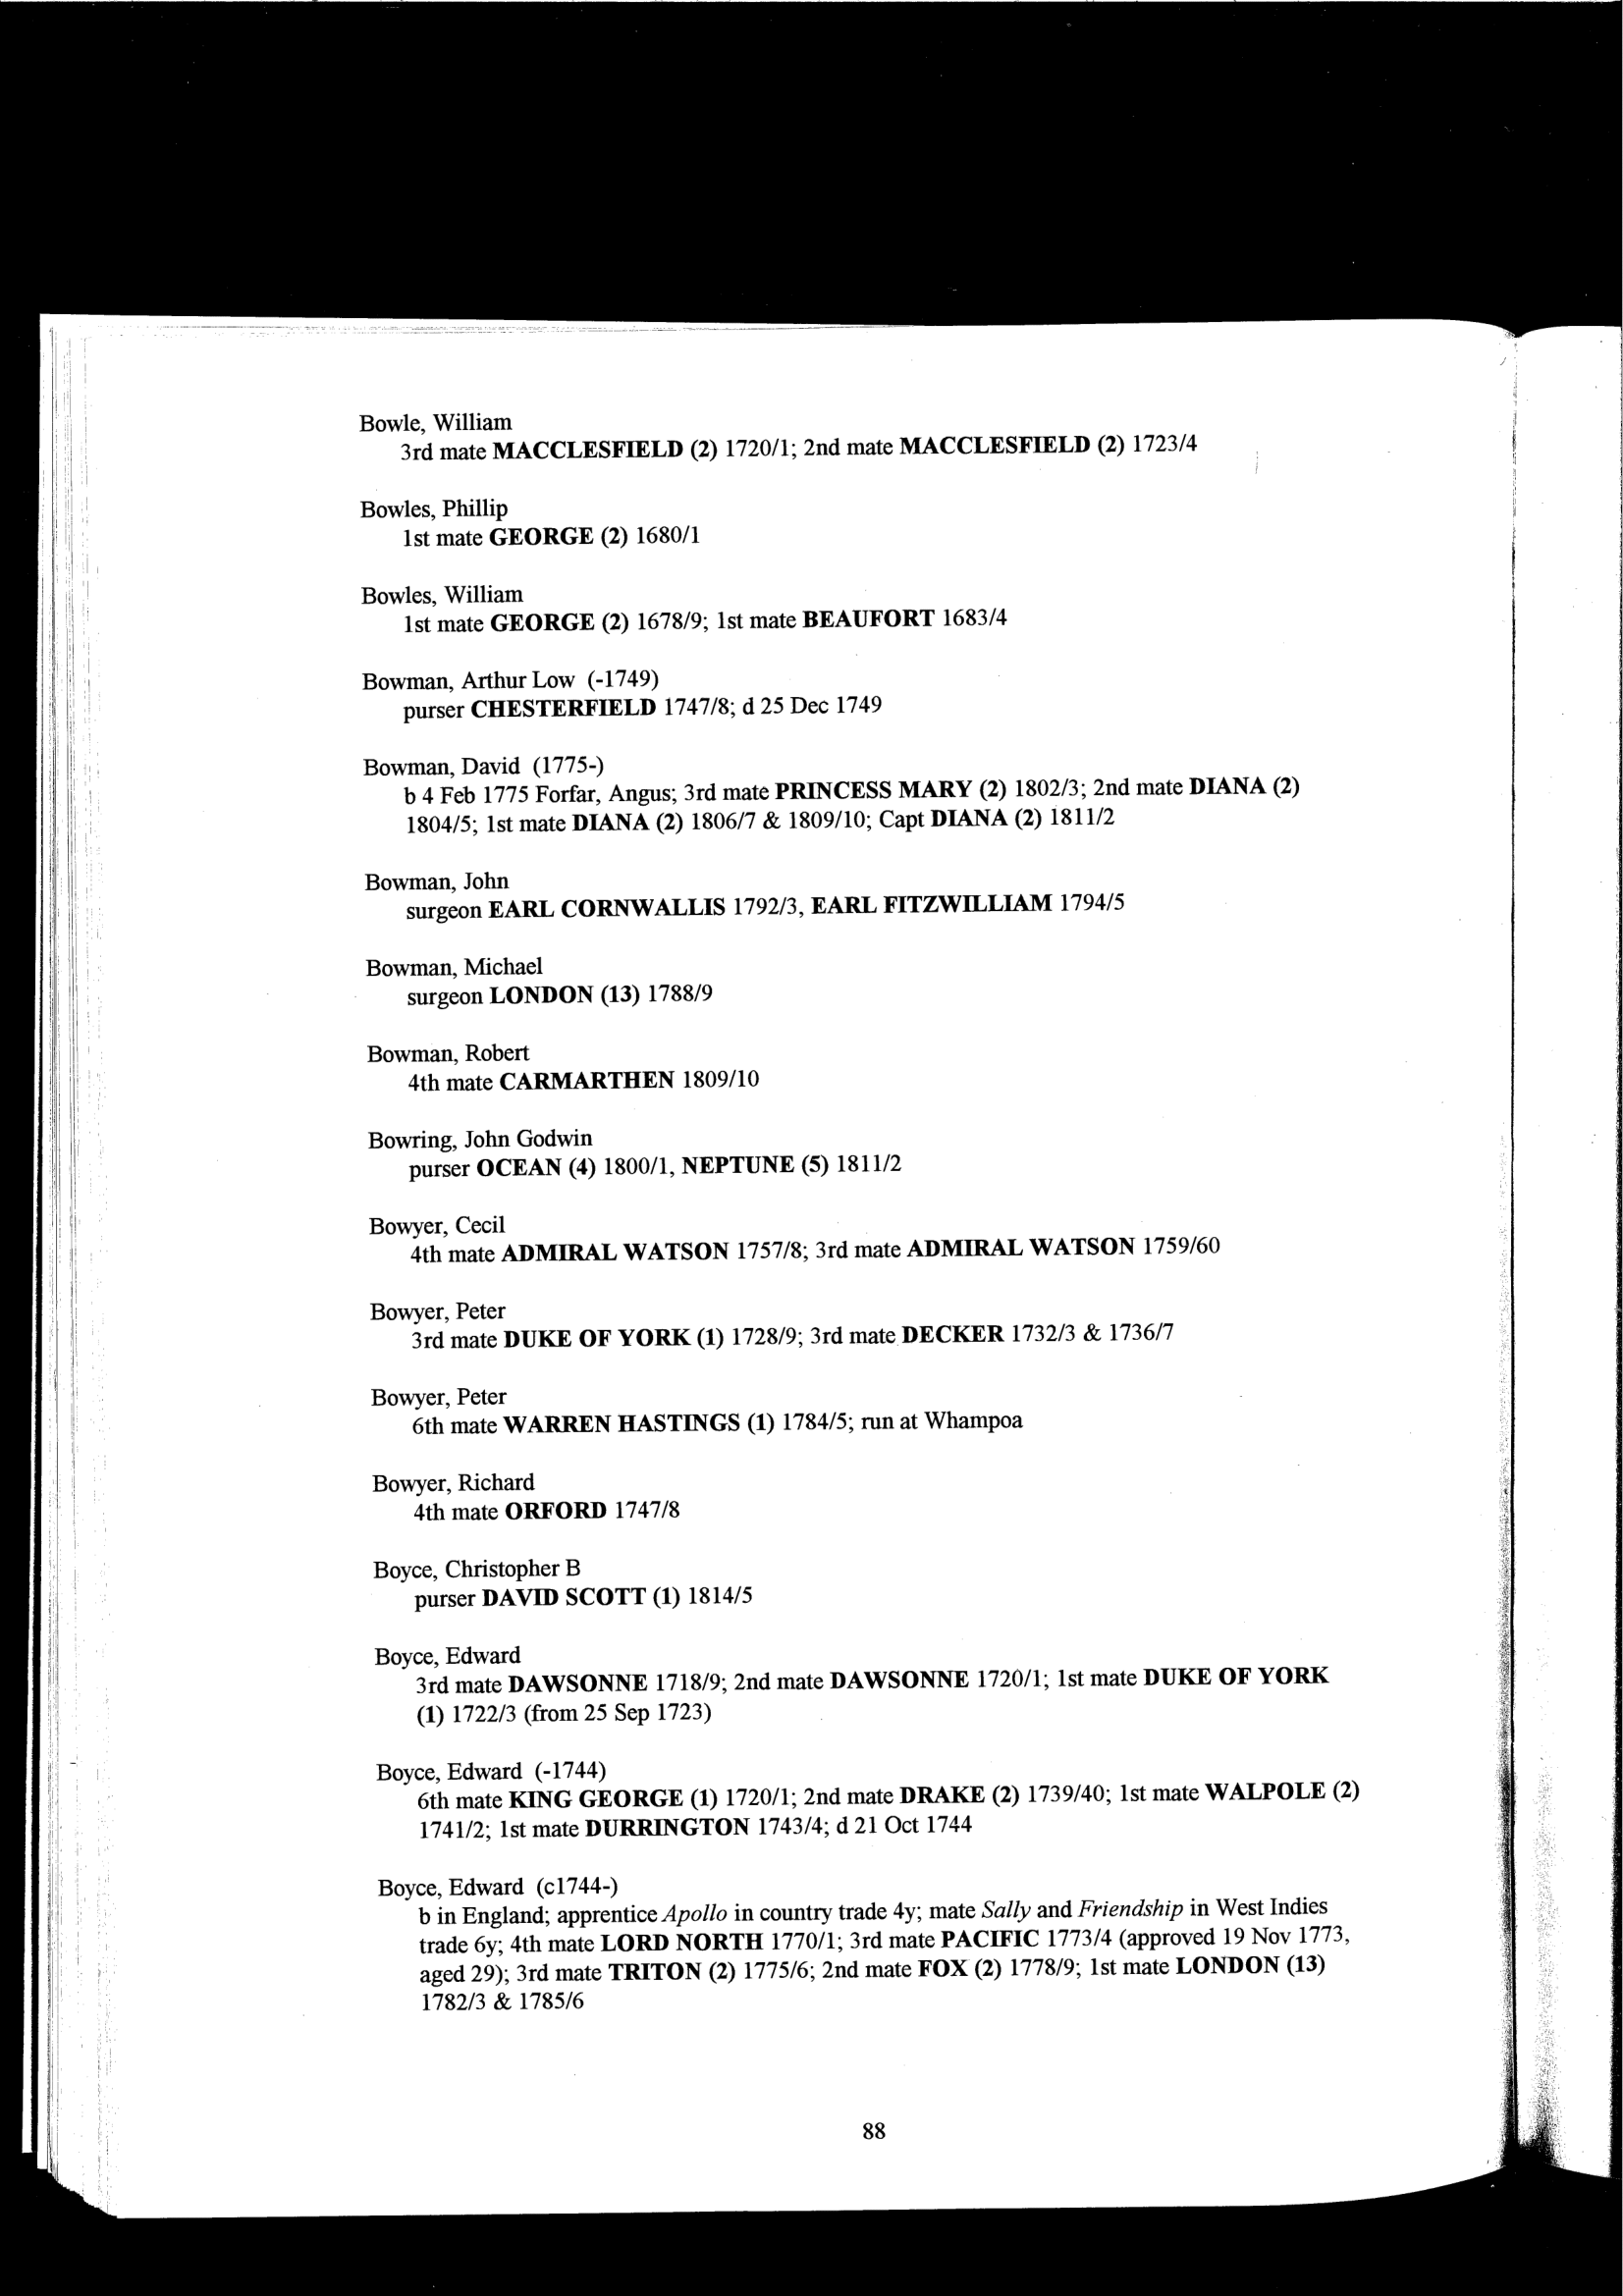 Bowle, William
3rd mate MACCLESFIELD (2) 1720/1; 2nd mate MACCLESFIELD (2) 1723/4
Bowles, Phillip
1st mate GEORGE (2) 1680/1
Bowles, William
1st mate GEORGE (2) 1678/9; 1st mate BEAUFORT 1683/4
Bowman, Arthur Low (-1749)
purser CHESTERFIELD 1747/8; d 25 Dec 1749
Bowman, David (1775-)
b 4 Feb 1775 Forfar, Angus; 3rd mate PRINCESS MARY (2) 1802/3; 2nd mate DIANA (2)
1804/5; 1st mate DIANA (2) 1806/7 & 1809/10; Capt DIANA (2) 1811/2
Bowman, John
surgeon EARL CORNWALLIS 1792/3, EARL FITZWILLIAM 1794/5
Bowman, Michael
surgeon LONDON (13) 1788/9
Bowman, Robert
4th mate CARMARTHEN 1809/10
Bowring, John Godwin
purser OCEAN (4) 1800/1, NEPTUNE (5) 1811/2
Bowyer, Cecil
4th mate ADMIRAL WATSON 1757/8; 3rd mate ADMIRAL WATSON 1759/60
Bowyer, Peter
3rd mate DUKE OF YORK (1) 1728/9; 3rd mate DECKER 1732/3 & 1736/7
Bowyer, Peter
6th mate WARREN HASTINGS (1) 1784/5; run at Whampoa
Bowyer, Richard
4th mate ORFORD 1747/8
Boyce, Christopher B
purser DAVID SCOTT (1) 1814/5
Boyce, Edward
3rd mate DAWSONNE 1718/9; 2nd mate DAWSONNE 1720/1; 1st mate DUKE OF YORK
(1) 1722/3 (from 25 Sep 1723)
Boyce, Edward (-1744)
6th mate KING GEORGE (1) 1720/1; 2nd mate DRAKE (2) 1739/40; 1st mate WALPOLE (2)
1741/2; 1st mate DURRINGTON 1743/4; d 21 Oct 1744
Boyce, Edward (c1744-)
b in England; apprentice Apollo in country trade 4y; mate Sally and Friendship in West Indies
trade 6y; 4th mate LORD NORTH 1770/1; 3rd mate PACIFIC 1773/4 (approved 19 Nov 1773,
aged 29); 3rd mate TRITON (2) 1775/6; 2nd mate FOX (2) 1778/9; 1st mate LONDON (13)
1782/3 & 1785/6
88